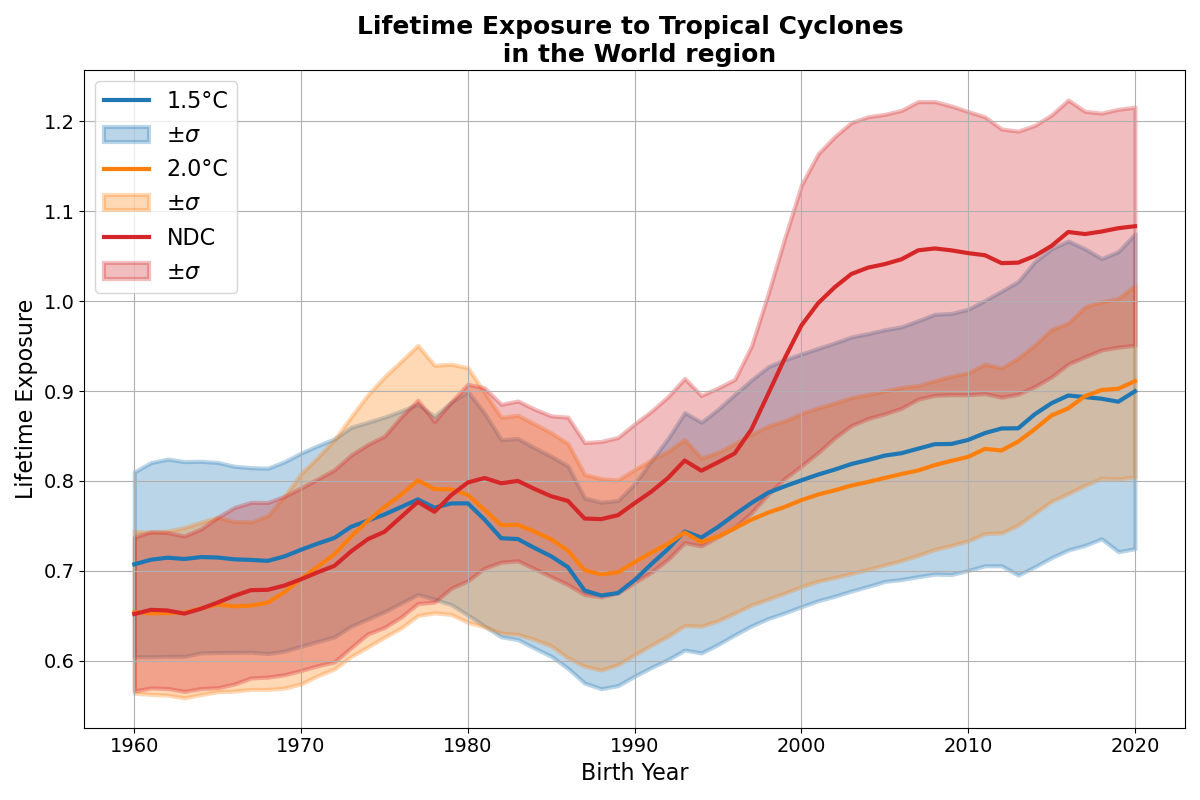 Lifetime Exposure to Tropical Cyclones
in the World region
1.5°C
±σ
2.0°C
±σ
NDC
±σ
Lifetime Exposure
1.2
1.1
1.0
0.9
0.8
0.7
0.6
1960 1970 1980 1990 2000 2010 2020
Birth Year